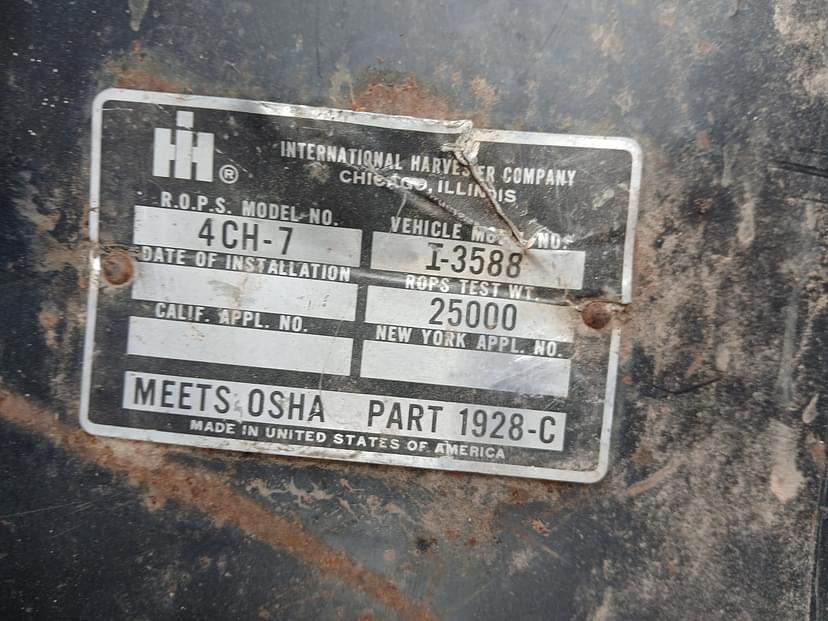 IH ®
INTERNATIONAL HARVESTER COMPANY
CHICAGO, ILLINOIS
R.O.P.S. MODEL NO.
4CH-7
VEHICLE MODEL NO.
I-3588
DATE OF INSTALLATION
ROPS TEST WT.
25000
CALIF. APPL. NO.
NEW YORK APPL. NO.
MEETS OSHA PART 1928-C
MADE IN UNITED STATES OF AMERICA